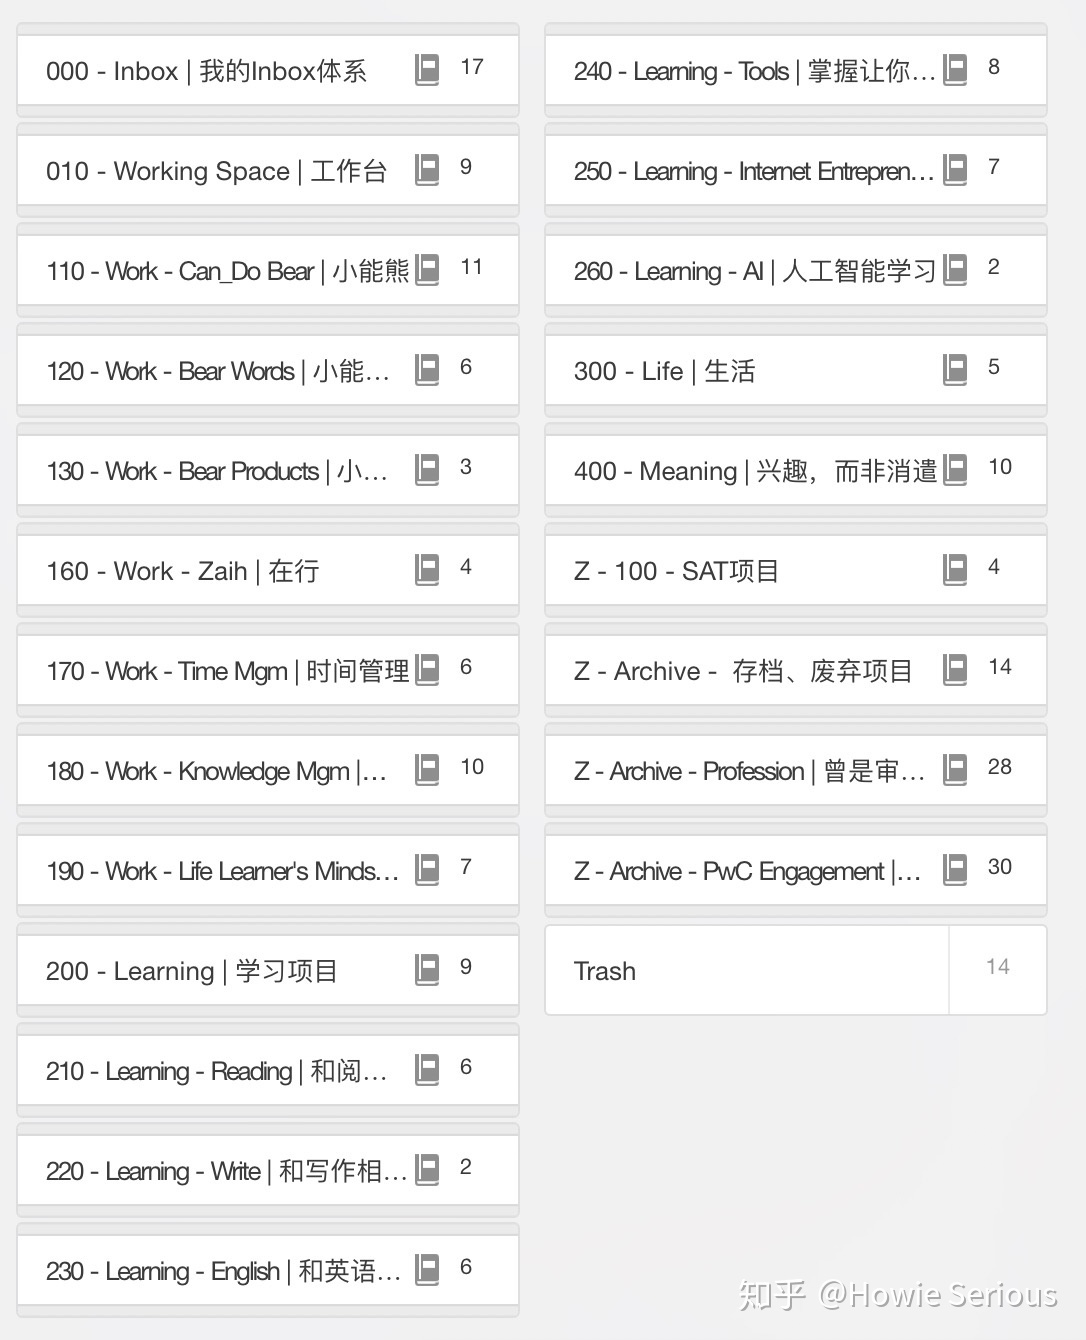 000 - Inbox | 我的Inbox体系 17
010 - Working Space | 工作台 9
110 - Work - Can_Do Bear | 小能熊 11
120 - Work - Bear Words | 小能… 6
130 - Work - Bear Products | 小… 3
160 - Work - Zaih | 在行 4
170 - Work - Time Mgm | 时间管理 6
180 - Work - Knowledge Mgm |… 10
190 - Work - Life Learner's Minds… 7
200 - Learning | 学习项目 9
210 - Learning - Reading | 和阅… 6
220 - Learning - Write | 和写作相… 2
230 - Learning - English | 和英语… 6
240 - Learning - Tools | 掌握让你… 8
250 - Learning - Internet Entrepren… 7
260 - Learning - AI | 人工智能学习 2
300 - Life | 生活 5
400 - Meaning | 兴趣，而非消遣 10
Z - 100 - SAT项目 4
Z - Archive - 存档、废弃项目 14
Z - Archive - Profession | 曾是审… 28
Z - Archive - PwC Engagement |… 30
Trash 14
知乎 @Howie Serious